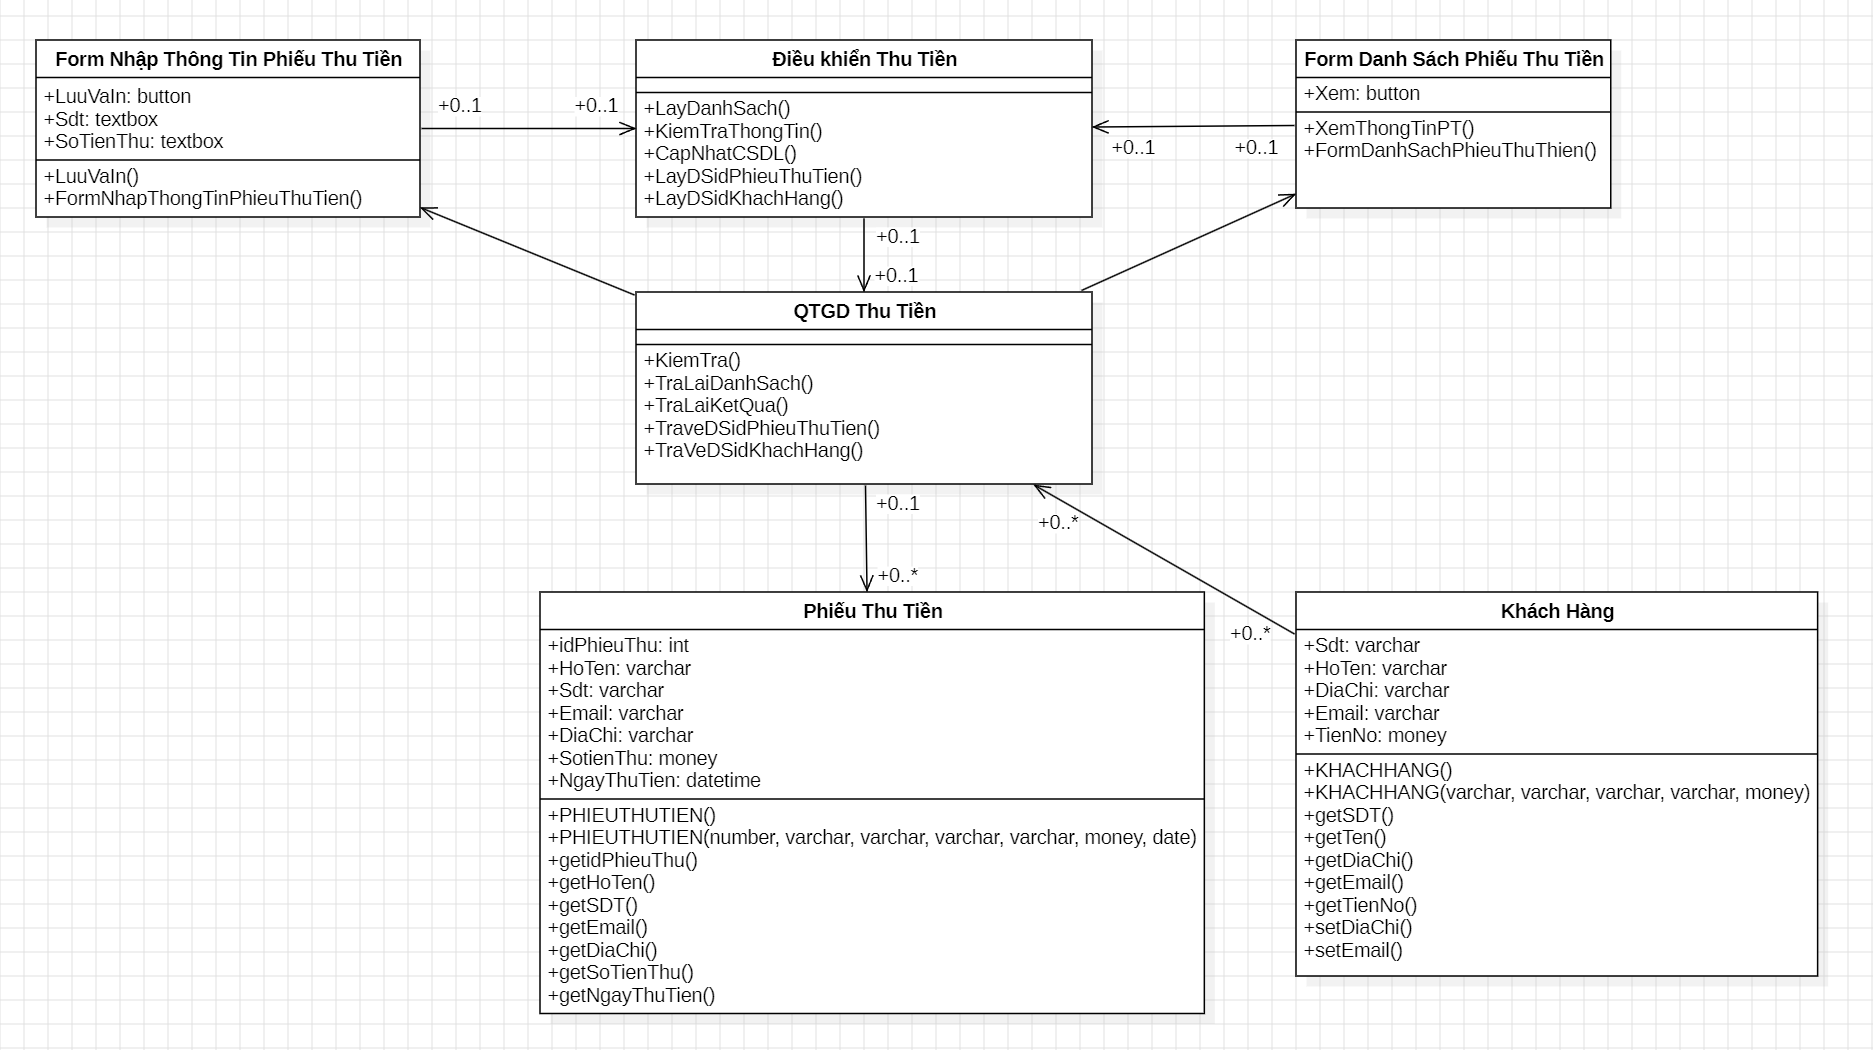 Form Nhập Thông Tin Phiếu Thu Tiền
+LuuVaIn: button
+Sdt: textbox
+SoTienThu: textbox
+LuuVaIn()
+FormNhapThongTinPhieuThuTien()
+0..1
+0..1
Điều khiển Thu Tiền
+LayDanhSach()
+KiemTraThongTin()
+CapNhatCSDL()
+LayDSidPhieuThuTien()
+LayDSidKhachHang()
+0..1
+0..1
Form Danh Sách Phiếu Thu Tiền
+Xem: button
+XemThongTinPT()
+FormDanhSachPhieuThuThien()
+0..1
+0..1
QTGD Thu Tiền
+KiemTra()
+TraLaiDanhSach()
+TraLaiKetQua()
+TraveDSidPhieuThuTien()
+TraVeDSidKhachHang()
+0..1
+0..*
+0..*
+0..*
Phiếu Thu Tiền
+idPhieuThu: int
+HoTen: varchar
+Sdt: varchar
+Email: varchar
+DiaChi: varchar
+SotienThu: money
+NgayThuTien: datetime
+PHIEUTHUTIEN()
+PHIEUTHUTIEN(number, varchar, varchar, varchar, varchar, money, date)
+getidPhieuThu()
+getHoTen()
+getSDT()
+getEmail()
+getDiaChi()
+getSoTienThu()
+getNgayThuTien()
Khách Hàng
+Sdt: varchar
+HoTen: varchar
+DiaChi: varchar
+Email: varchar
+TienNo: money
+KHACHHANG()
+KHACHHANG(varchar, varchar, varchar, varchar, money)
+getSDT()
+getTen()
+getDiaChi()
+getEmail()
+getTienNo()
+setDiaChi()
+setEmail()